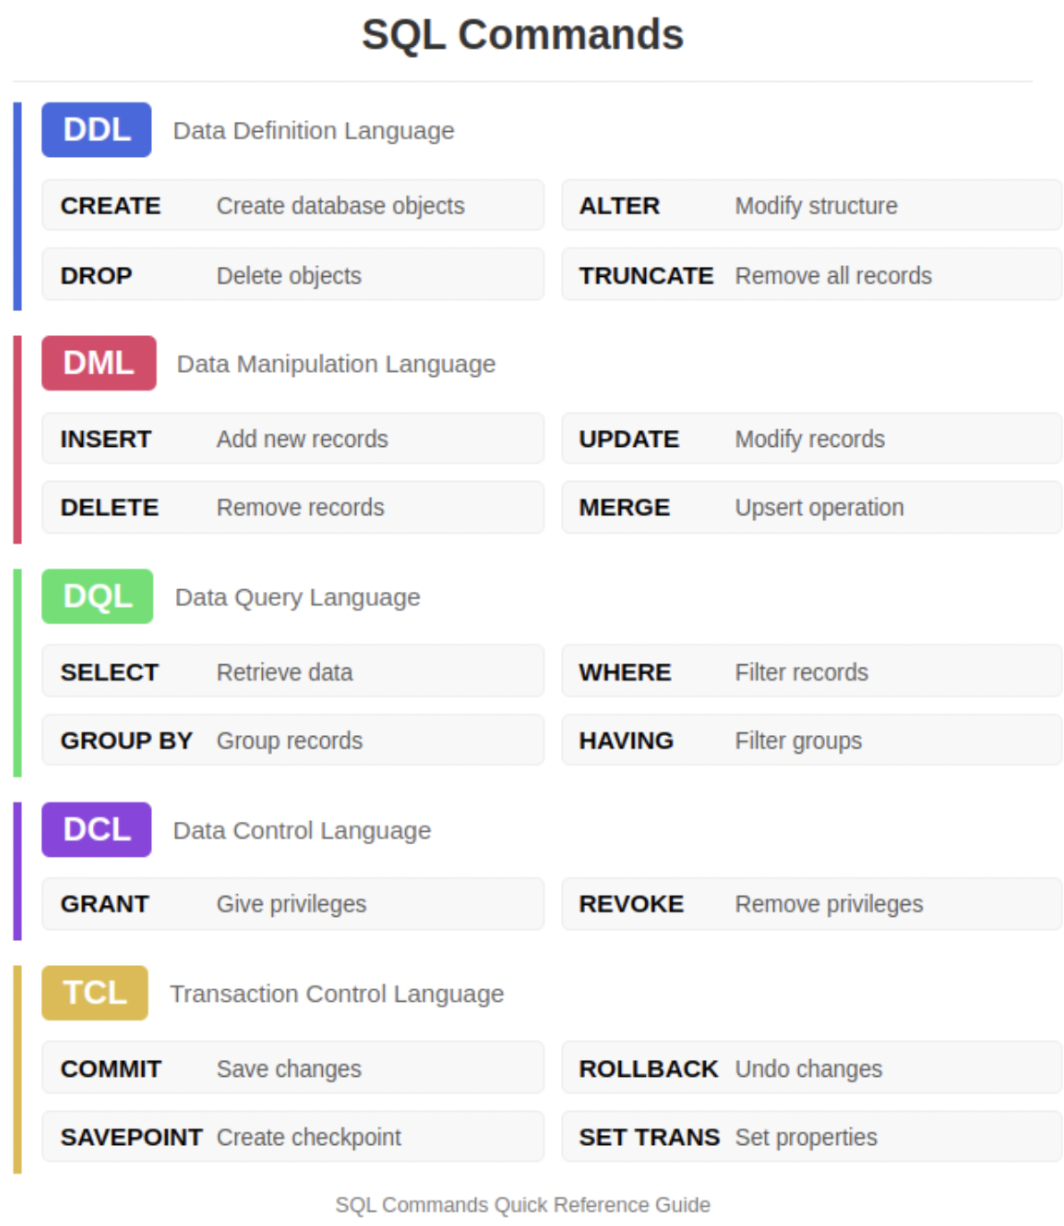 SQL Commands
DDL Data Definition Language
CREATE Create database objects ALTER Modify structure
DROP Delete objects TRUNCATE Remove all records
DML Data Manipulation Language
INSERT Add new records UPDATE Modify records
DELETE Remove records MERGE Upsert operation
DQL Data Query Language
SELECT Retrieve data WHERE Filter records
GROUP BY Group records HAVING Filter groups
DCL Data Control Language
GRANT Give privileges REVOKE Remove privileges
TCL Transaction Control Language
COMMIT Save changes ROLLBACK Undo changes
SAVEPOINT Create checkpoint SET TRANS Set properties
SQL Commands Quick Reference Guide